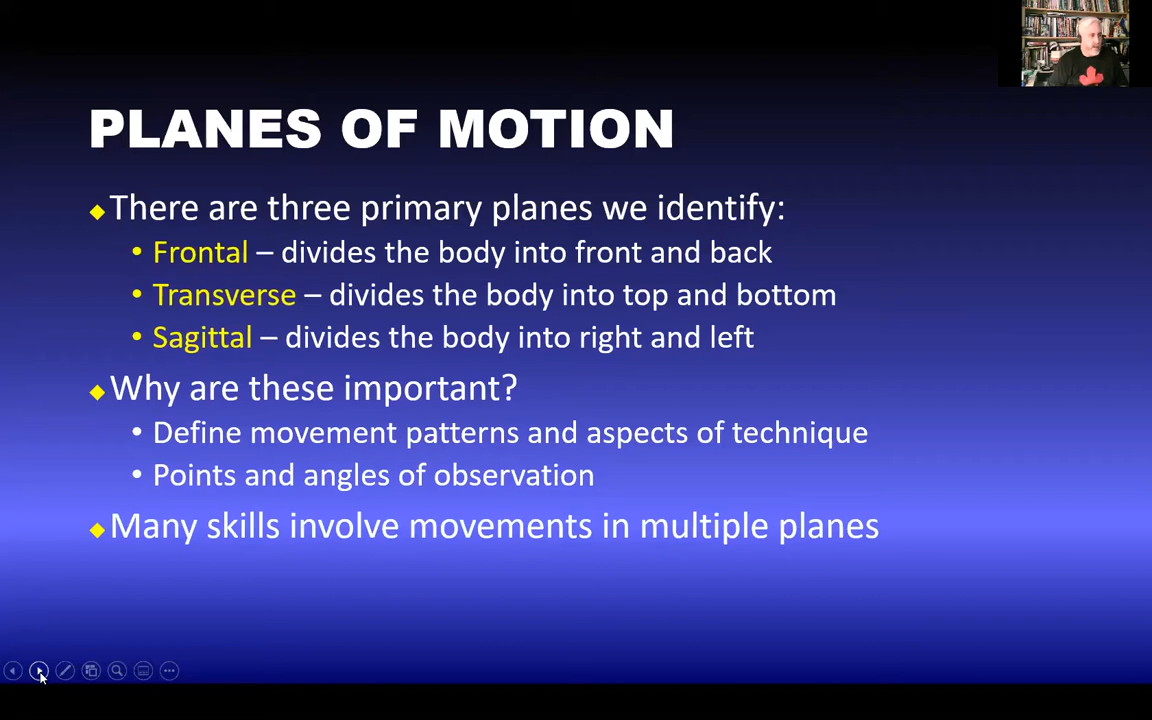 PLANES OF MOTION
There are three primary planes we identify:
Frontal – divides the body into front and back
Transverse – divides the body into top and bottom
Sagittal – divides the body into right and left
Why are these important?
Define movement patterns and aspects of technique
Points and angles of observation
Many skills involve movements in multiple planes